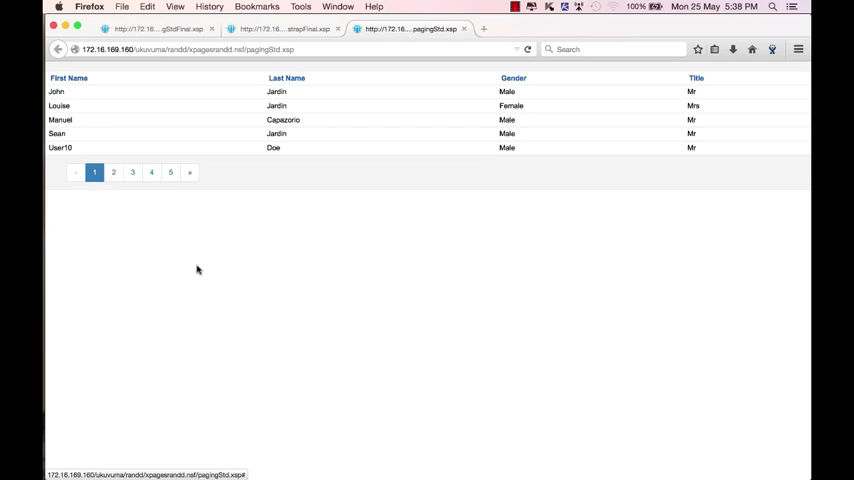 Firefox File Edit View History Bookmarks Tools Window Help 100% Mon 25 May 5:38 PM
http://172.16....gStdFinal.xsp × http://172.16....strapFinal.xsp × http://172.16....pagingStd.xsp × +
172.16.169.160/ukuvuma/randd/xpagesrandd.nsf/pagingStd.xsp Search
First Name Last Name Gender Title
John Jardin Male Mr
Louise Jardin Female Mrs
Manuel Capazorio Male Mr
Sean Jardin Male Mr
User10 Doe Male Mr
« 1 2 3 4 5 »
172.16.169.160/ukuvuma/randd/xpagesrandd.nsf/pagingStd.xsp#